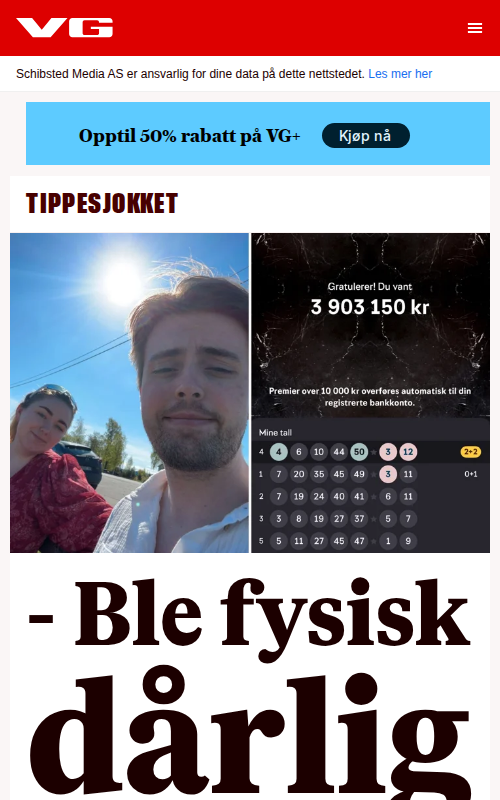 VG
Schibsted Media AS er ansvarlig for dine data på dette nettstedet. Les mer her
Opptil 50% rabatt på VG+
Kjøp nå
TIPPESJOKKET
Gratulerer! Du vant
3 903 150 kr
Premier over 10 000 kr overføres automatisk til din
registrerte bankkonto.
Mine tall
4 4 6 10 44 50 3 12 2+2
1 7 20 35 45 49 3 11 0+1
2 7 19 24 40 41 6 11
3 3 8 19 27 37 5 7
5 5 11 27 45 47 1 9
- Ble fysisk
dårlig